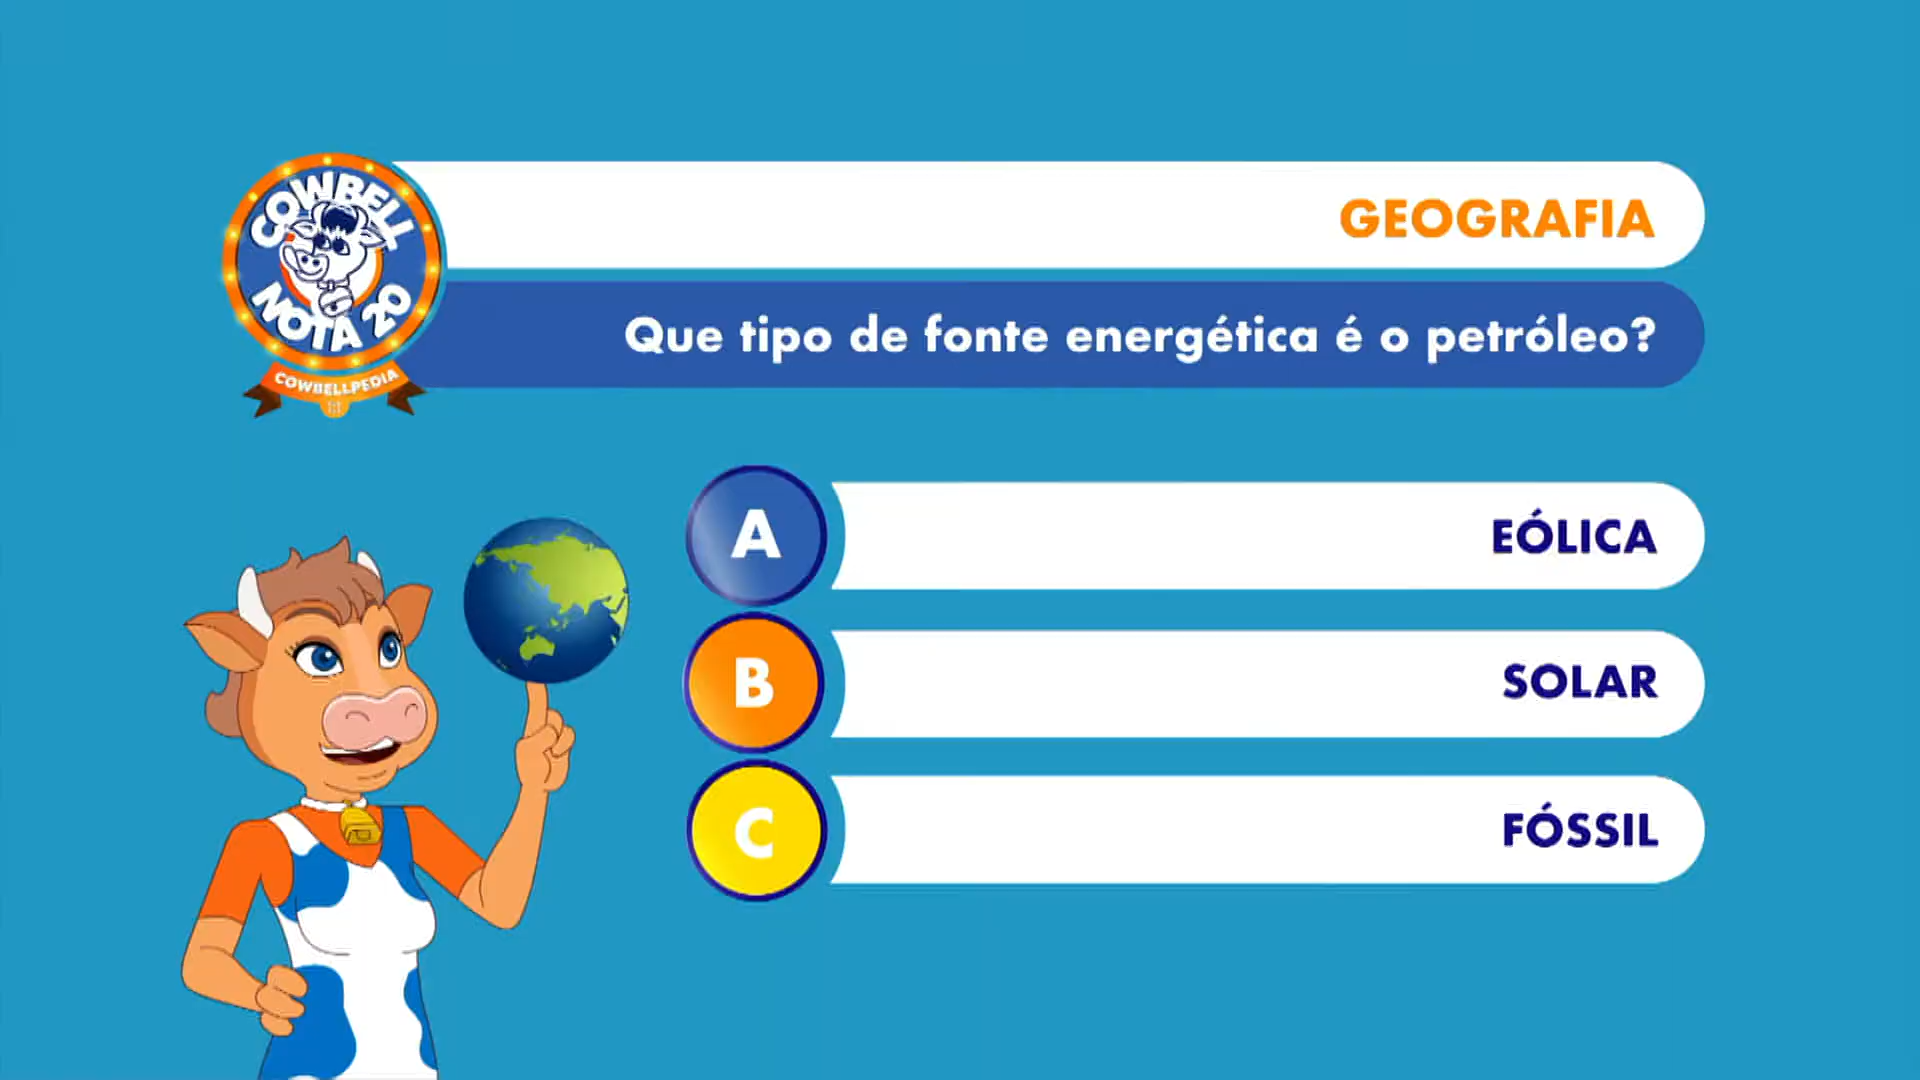 COWBELL
NOTA 20
COWBELLPEDIA
GEOGRAFIA
Que tipo de fonte energética é o petróleo?
A
EÓLICA
B
SOLAR
C
FÓSSIL